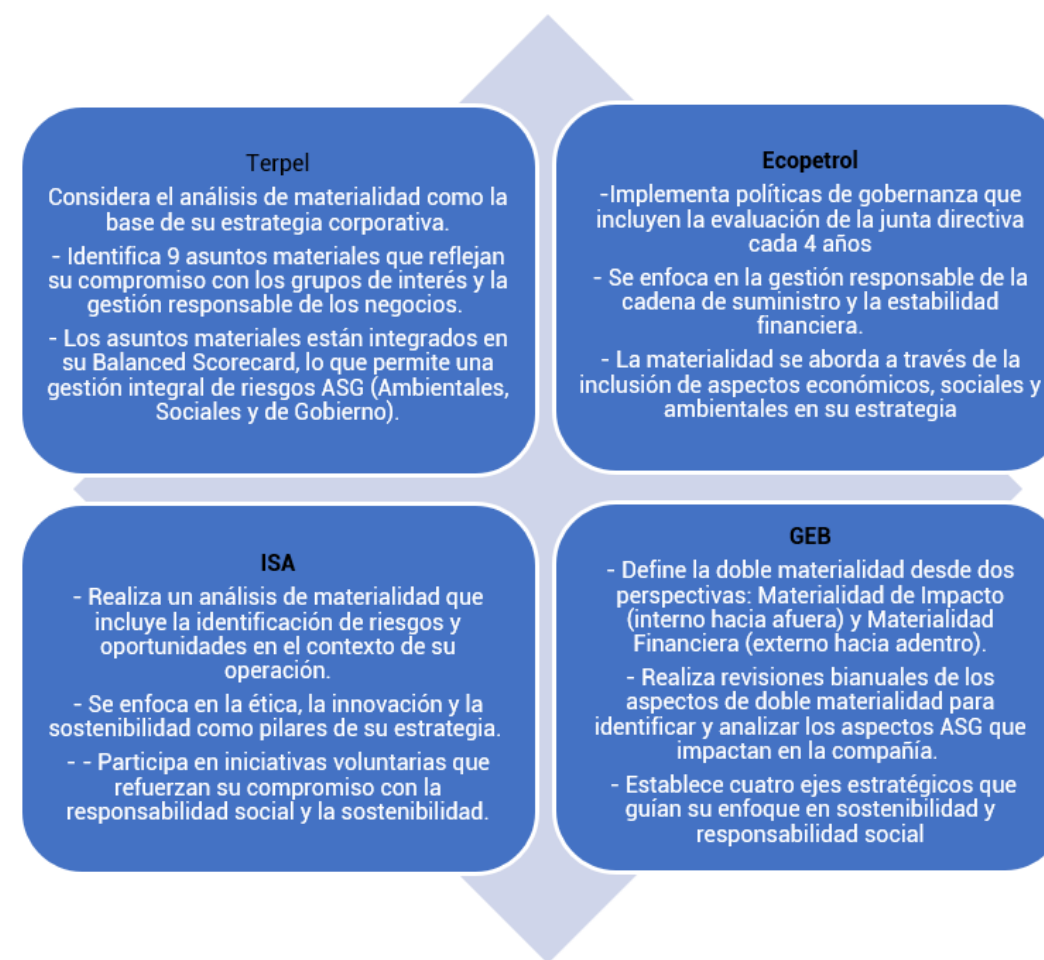 Terpel
Considera el análisis de materialidad como la
base de su estrategia corporativa.
- Identifica 9 asuntos materiales que reflejan
su compromiso con los grupos de interés y la
gestión responsable de los negocios.
- Los asuntos materiales están integrados en
su Balanced Scorecard, lo que permite una
gestión integral de riesgos ASG (Ambientales,
Sociales y de Gobierno).
Ecopetrol
-Implementa políticas de gobernanza que
incluyen la evaluación de la junta directiva
cada 4 años
- Se enfoca en la gestión responsable de la
cadena de suministro y la estabilidad
financiera.
- La materialidad se aborda a través de la
inclusión de aspectos económicos, sociales y
ambientales en su estrategia
ISA
- Realiza un análisis de materialidad que
incluye la identificación de riesgos y
oportunidades en el contexto de su
operación.
- Se enfoca en la ética, la innovación y la
sostenibilidad como pilares de su estrategia.
- - Participa en iniciativas voluntarias que
refuerzan su compromiso con la
responsabilidad social y la sostenibilidad.
GEB
- Define la doble materialidad desde dos
perspectivas: Materialidad de Impacto
(interno hacia afuera) y Materialidad
Financiera (externo hacia adentro).
- Realiza revisiones bianuales de los
aspectos de doble materialidad para
identificar y analizar los aspectos ASG que
impactan en la compañía.
- Establece cuatro ejes estratégicos que
guían su enfoque en sostenibilidad y
responsabilidad social